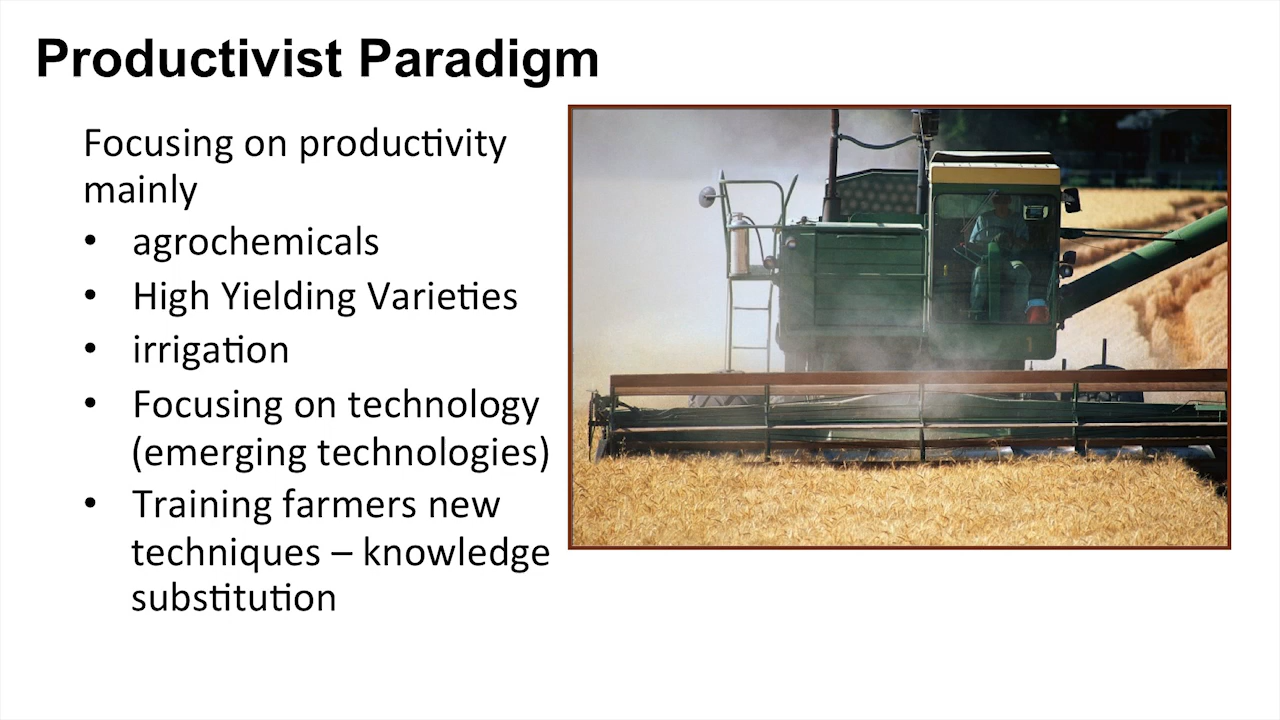 Productivist Paradigm
Focusing on productivity
mainly
• agrochemicals
• High Yielding Varieties
• irrigation
• Focusing on technology
(emerging technologies)
• Training farmers new
techniques – knowledge
substitution